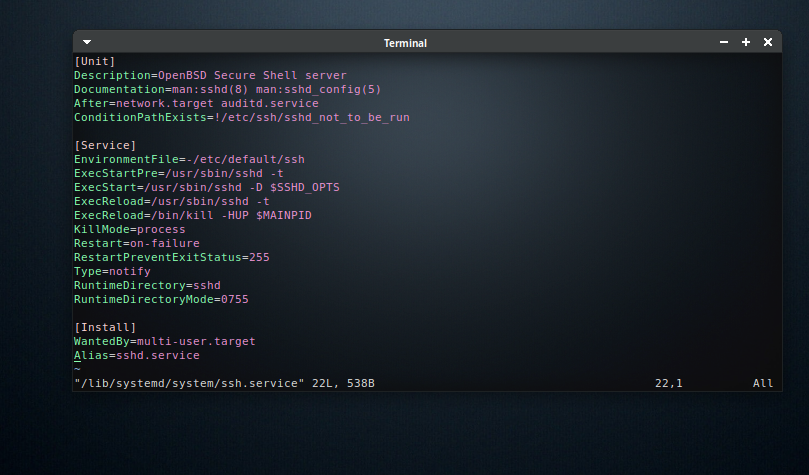 Terminal
[Unit]
Description=OpenBSD Secure Shell server
Documentation=man:sshd(8) man:sshd_config(5)
After=network.target auditd.service
ConditionPathExists=!/etc/ssh/sshd_not_to_be_run
[Service]
EnvironmentFile=-/etc/default/ssh
ExecStartPre=/usr/sbin/sshd -t
ExecStart=/usr/sbin/sshd -D $SSHD_OPTS
ExecReload=/usr/sbin/sshd -t
ExecReload=/bin/kill -HUP $MAINPID
KillMode=process
Restart=on-failure
RestartPreventExitStatus=255
Type=notify
RuntimeDirectory=sshd
RuntimeDirectoryMode=0755
[Install]
WantedBy=multi-user.target
Alias=sshd.service
~
"/lib/systemd/system/ssh.service" 22L, 538B 22,1 All